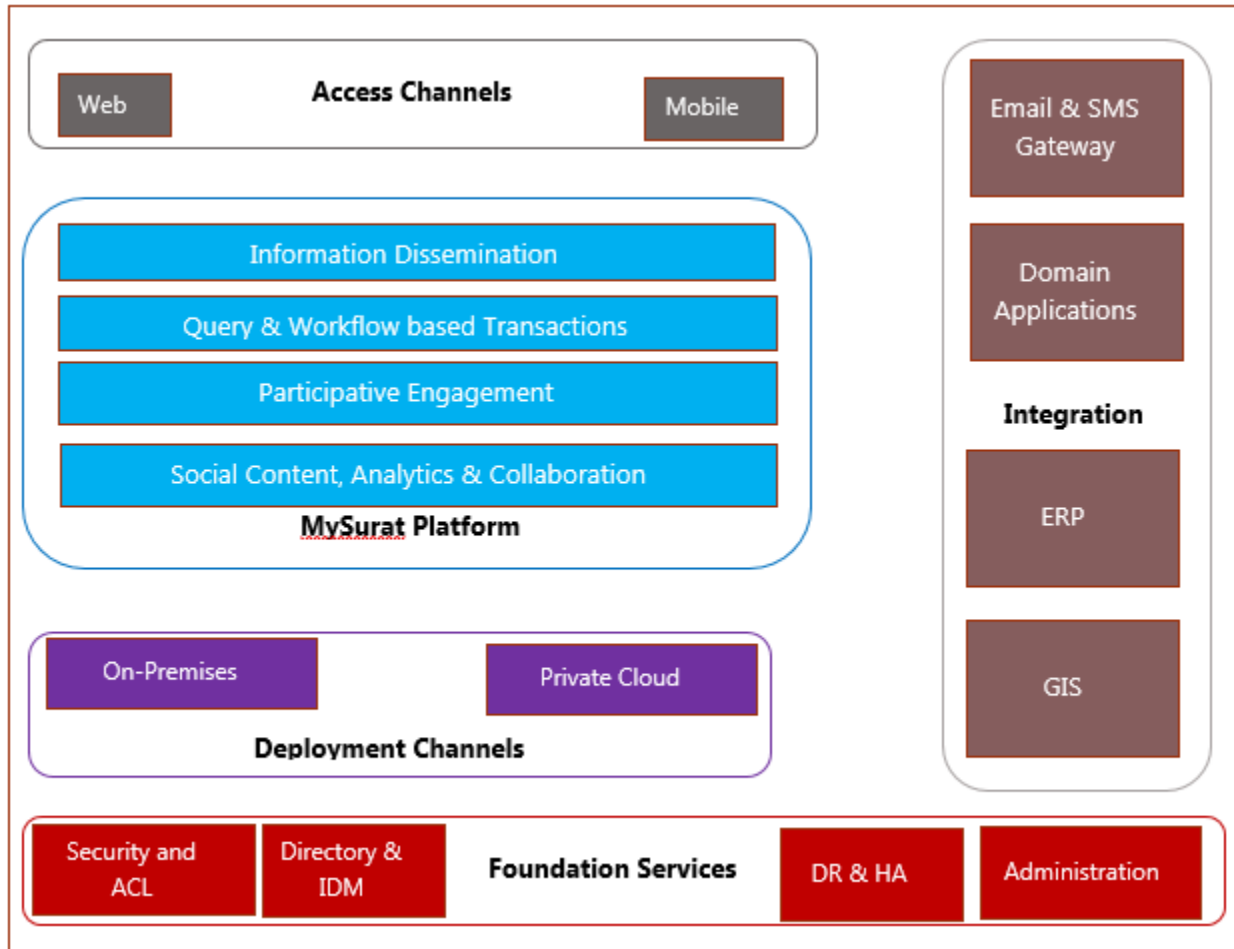 Access Channels
Web
Mobile
Information Dissemination
Query & Workflow based Transactions
Participative Engagement
Social Content, Analytics & Collaboration
MySurat Platform
On-Premises
Private Cloud
Deployment Channels
Email & SMS
Gateway
Domain
Applications
Integration
ERP
GIS
Security and
ACL
Directory &
IDM
Foundation Services
DR & HA
Administration